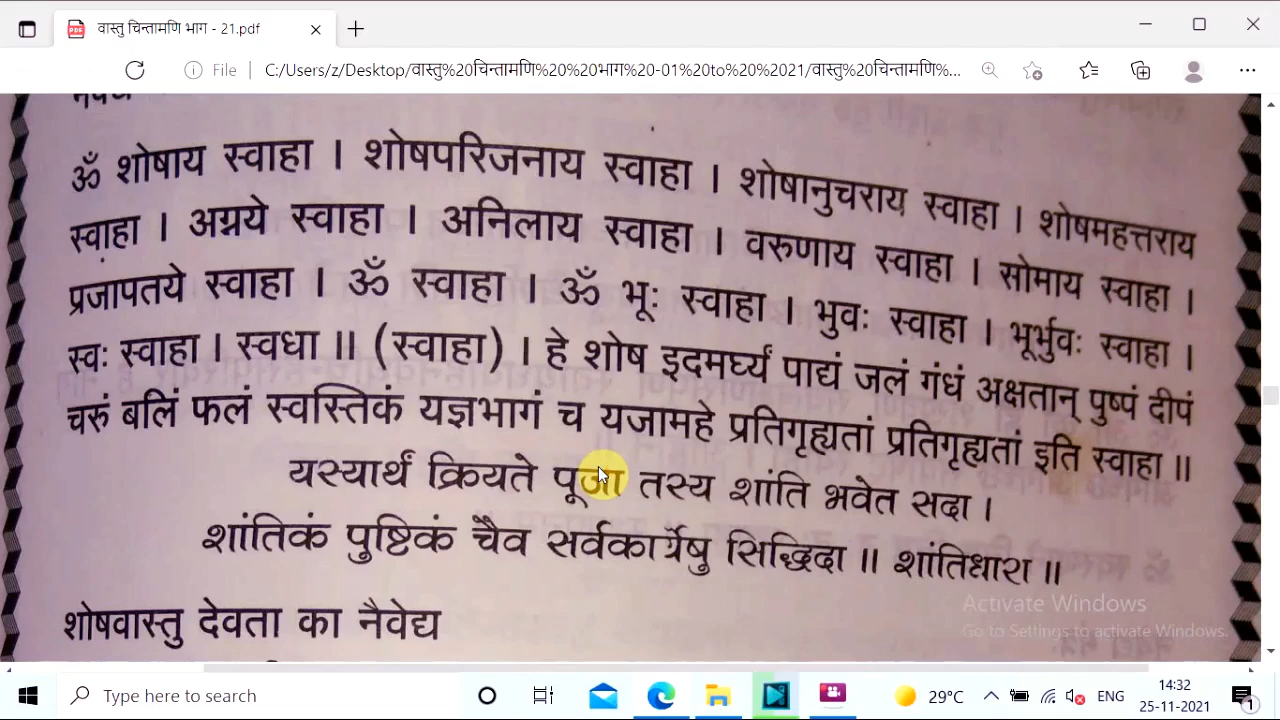 वास्तु चिन्तामणि भाग - 21.pdf
File C:/Users/z/Desktop/वास्तु%20चिन्तामणि%20%20भाग%20-01%20to%20%2021/वास्तु%20चिन्तामणि%...
ॐ शोषाय स्वाहा । शोषपरिजनाय स्वाहा । शोषानुचराय स्वाहा । शोषमहत्तराय
स्वाहा । अग्नये स्वाहा । अनिलाय स्वाहा । वरुणाय स्वाहा । सोमाय स्वाहा ।
प्रजापतये स्वाहा । ॐ स्वाहा । ॐ भूः स्वाहा । भुवः स्वाहा । भूर्भुवः स्वाहा ।
स्वः स्वाहा । स्वधा ॥ (स्वाहा) । हे शोष इदमर्घ्यं पाद्यं जलं गंधं अक्षतान् पुष्पं दीपं
चरुं बलिं फलं स्वस्तिकं यज्ञभागं च यजामहे प्रतिगृह्यतां प्रतिगृह्यतां इति स्वाहा ॥
यस्यार्थं क्रियते पूजा तस्य शांति भवेत सदा ।
शांतिकं पुष्टिकं चैव सर्वकार्येषु सिद्धिदा ॥ शांतिधारा ॥
शोषवास्तु देवता का नैवेद्य
Activate Windows
Go to Settings to activate Windows.
Type here to search
29°C ENG 14:32
25-11-2021
1